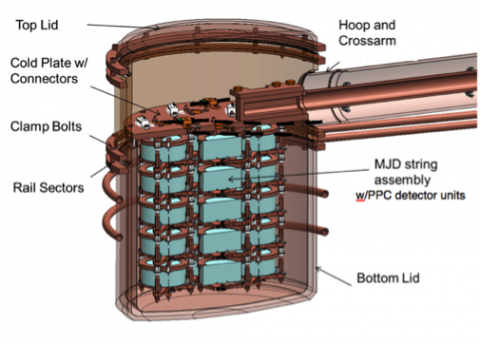 Top Lid
Hoop and
Crossarm
Cold Plate w/
Connectors
Clamp Bolts
Rail Sectors
MJD string
assembly
w/PPC detector units
Bottom Lid